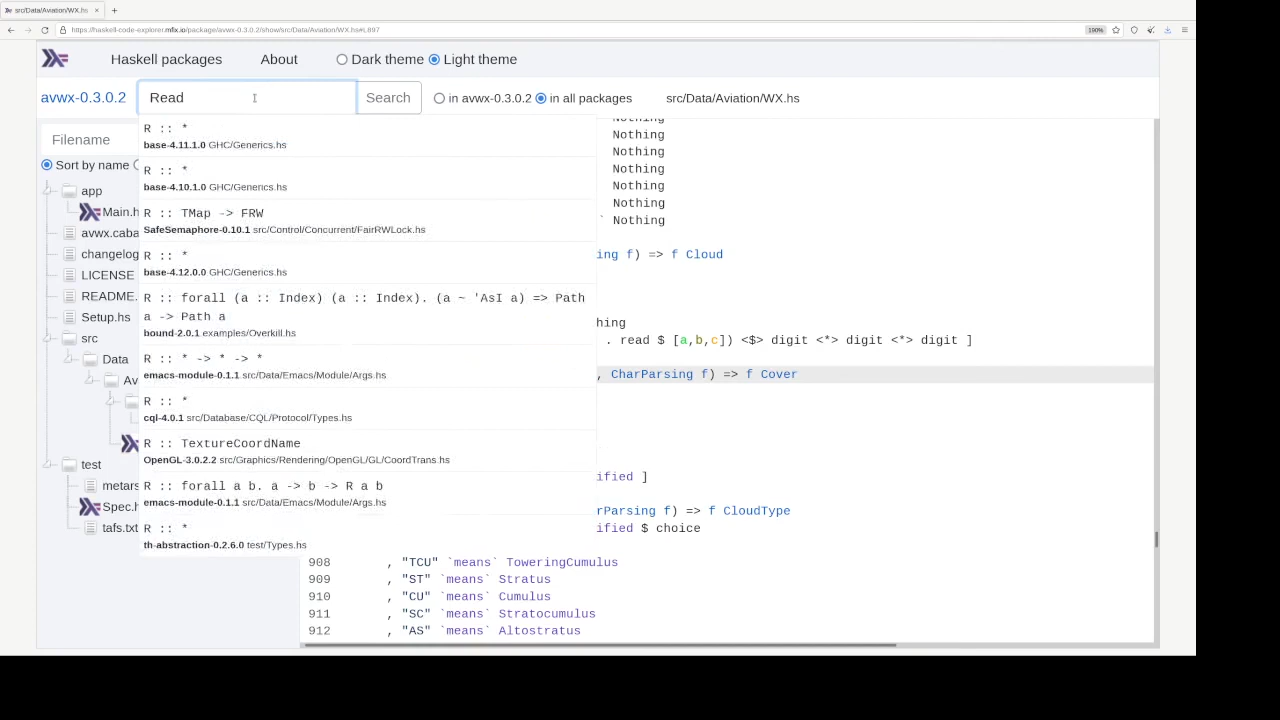 src/Data/Aviation/WX.hs
https://haskell-code-explorer.mfix.io/package/avwx-0.3.0.2/show/src/Data/Aviation/WX.hs#L897
190%
Haskell packages About Dark theme Light theme
avwx-0.3.0.2 Read Search in avwx-0.3.0.2 in all packages src/Data/Aviation/WX.hs
Filename
Sort by name
app
Main.h
avwx.caba
changelog
LICENSE
README.
Setup.hs
src
Data
Av
test
metars
Spec.h
tafs.txt
R :: *
base-4.11.1.0 GHC/Generics.hs
R :: *
base-4.10.1.0 GHC/Generics.hs
R :: TMap -> FRW
SafeSemaphore-0.10.1 src/Control/Concurrent/FairRWLock.hs
R :: *
base-4.12.0.0 GHC/Generics.hs
R :: forall (a :: Index) (a :: Index). (a ~ 'AsI a) => Path
a -> Path a
bound-2.0.1 examples/Overkill.hs
R :: * -> * -> *
emacs-module-0.1.1 src/Data/Emacs/Module/Args.hs
R :: *
cql-4.0.1 src/Database/CQL/Protocol/Types.hs
R :: TextureCoordName
OpenGL-3.0.2.2 src/Graphics/Rendering/OpenGL/GL/CoordTrans.hs
R :: forall a b. a -> b -> R a b
emacs-module-0.1.1 src/Data/Emacs/Module/Args.hs
R :: *
th-abstraction-0.2.6.0 test/Types.hs
Nothing
Nothing
Nothing
Nothing
Nothing
Nothing
` Nothing
ing f) => f Cloud
hing
. read $ [a,b,c]) <$> digit <*> digit <*> digit ]
, CharParsing f) => f Cover
ified ]
rParsing f) => f CloudType
ified $ choice
908 , "TCU" `means` ToweringCumulus
909 , "ST" `means` Stratus
910 , "CU" `means` Cumulus
911 , "SC" `means` Stratocumulus
912 , "AS" `means` Altostratus